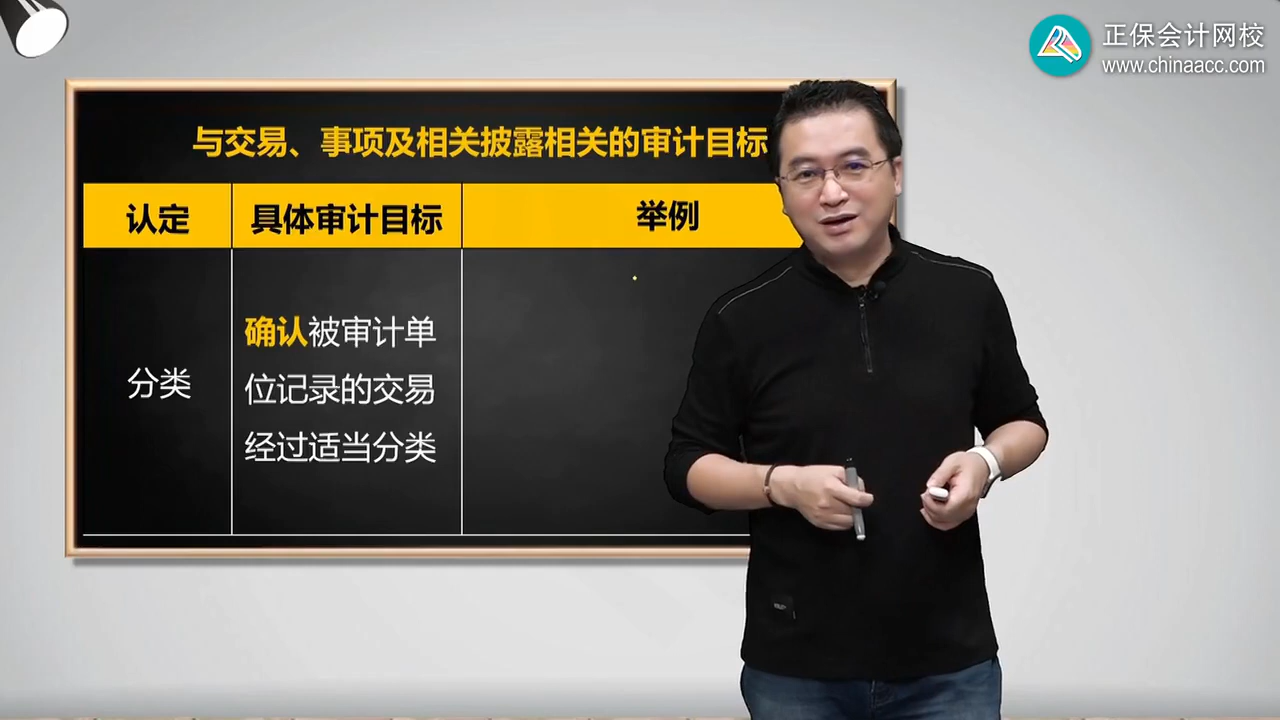 正保会计网校
www.chinaacc.com
与交易、事项及相关披露相关的审计目标
认定
具体审计目标
举例
分类
确认被审计单
位记录的交易
经过适当分类